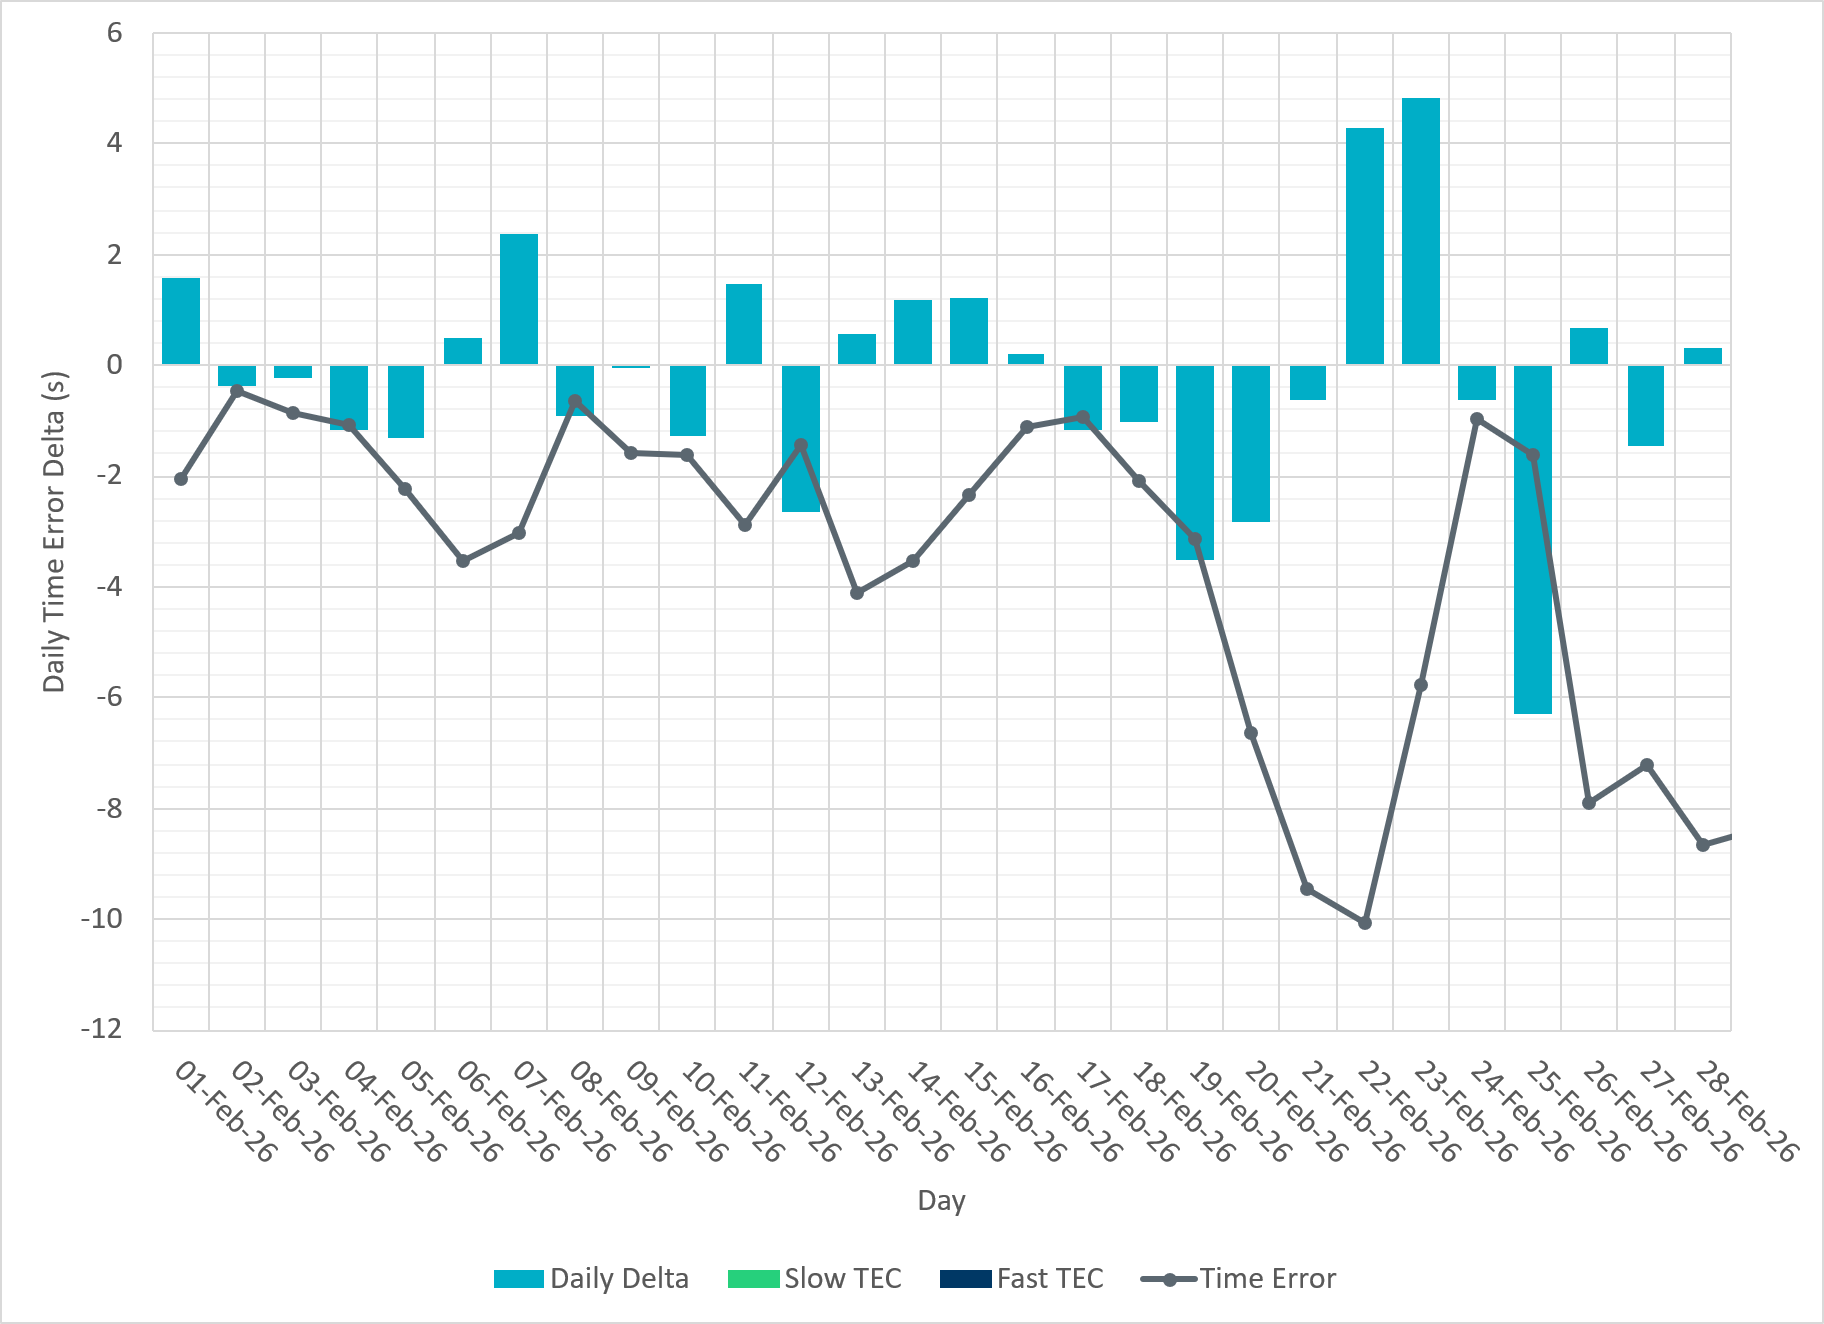 6
4
2
0
-2
-4
-6
-8
-10
-12
Daily Time Error Delta (s)
01-Feb-26
02-Feb-26
03-Feb-26
04-Feb-26
05-Feb-26
06-Feb-26
07-Feb-26
08-Feb-26
09-Feb-26
10-Feb-26
11-Feb-26
12-Feb-26
13-Feb-26
14-Feb-26
15-Feb-26
16-Feb-26
17-Feb-26
18-Feb-26
19-Feb-26
20-Feb-26
21-Feb-26
22-Feb-26
23-Feb-26
24-Feb-26
25-Feb-26
26-Feb-26
27-Feb-26
28-Feb-26
Day
Daily Delta Slow TEC Fast TEC Time Error